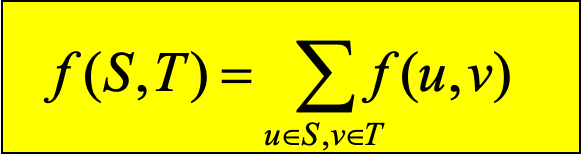 f(S,T) = ∑ f(u,v)
u∈S,v∈T